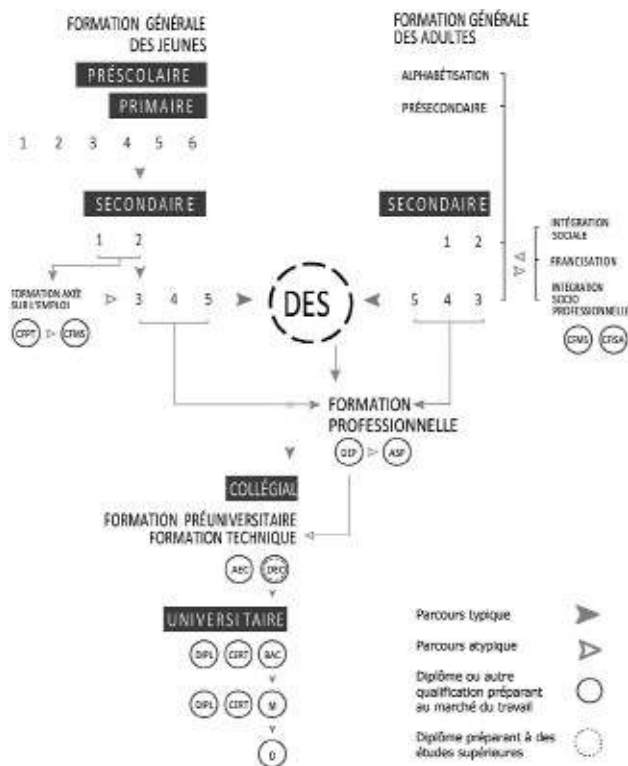 FORMATION GÉNÉRALE
DES JEUNES
PRÉSCOLAIRE
PRIMAIRE
1 2 3 4 5 6
SECONDAIRE
1 2
FORMATION AXÉE
SUR L'EMPLOI
CFPT
CFMS
3 4 5
DES
FORMATION GÉNÉRALE
DES ADULTES
ALPHABÉTISATION
PRÉSECONDAIRE
SECONDAIRE
1 2
5 4 3
INTÉGRATION
SOCIALE
FRANCISATION
INTÉGRATION
SOCIO
PROFESSIONNELLE
CFMS
CFISA
FORMATION
PROFESSIONNELLE
DEP
ASP
COLLÉGIAL
FORMATION PRÉUNIVERSITAIRE
FORMATION TECHNIQUE
AEC
DEC
UNIVERSITAIRE
DIPL
CERT
BAC
DIPL
CERT
M
D
Parcours typique
Parcours atypique
Diplôme ou autre
qualification préparant
au marché du travail
Diplôme préparant à des
études supérieures